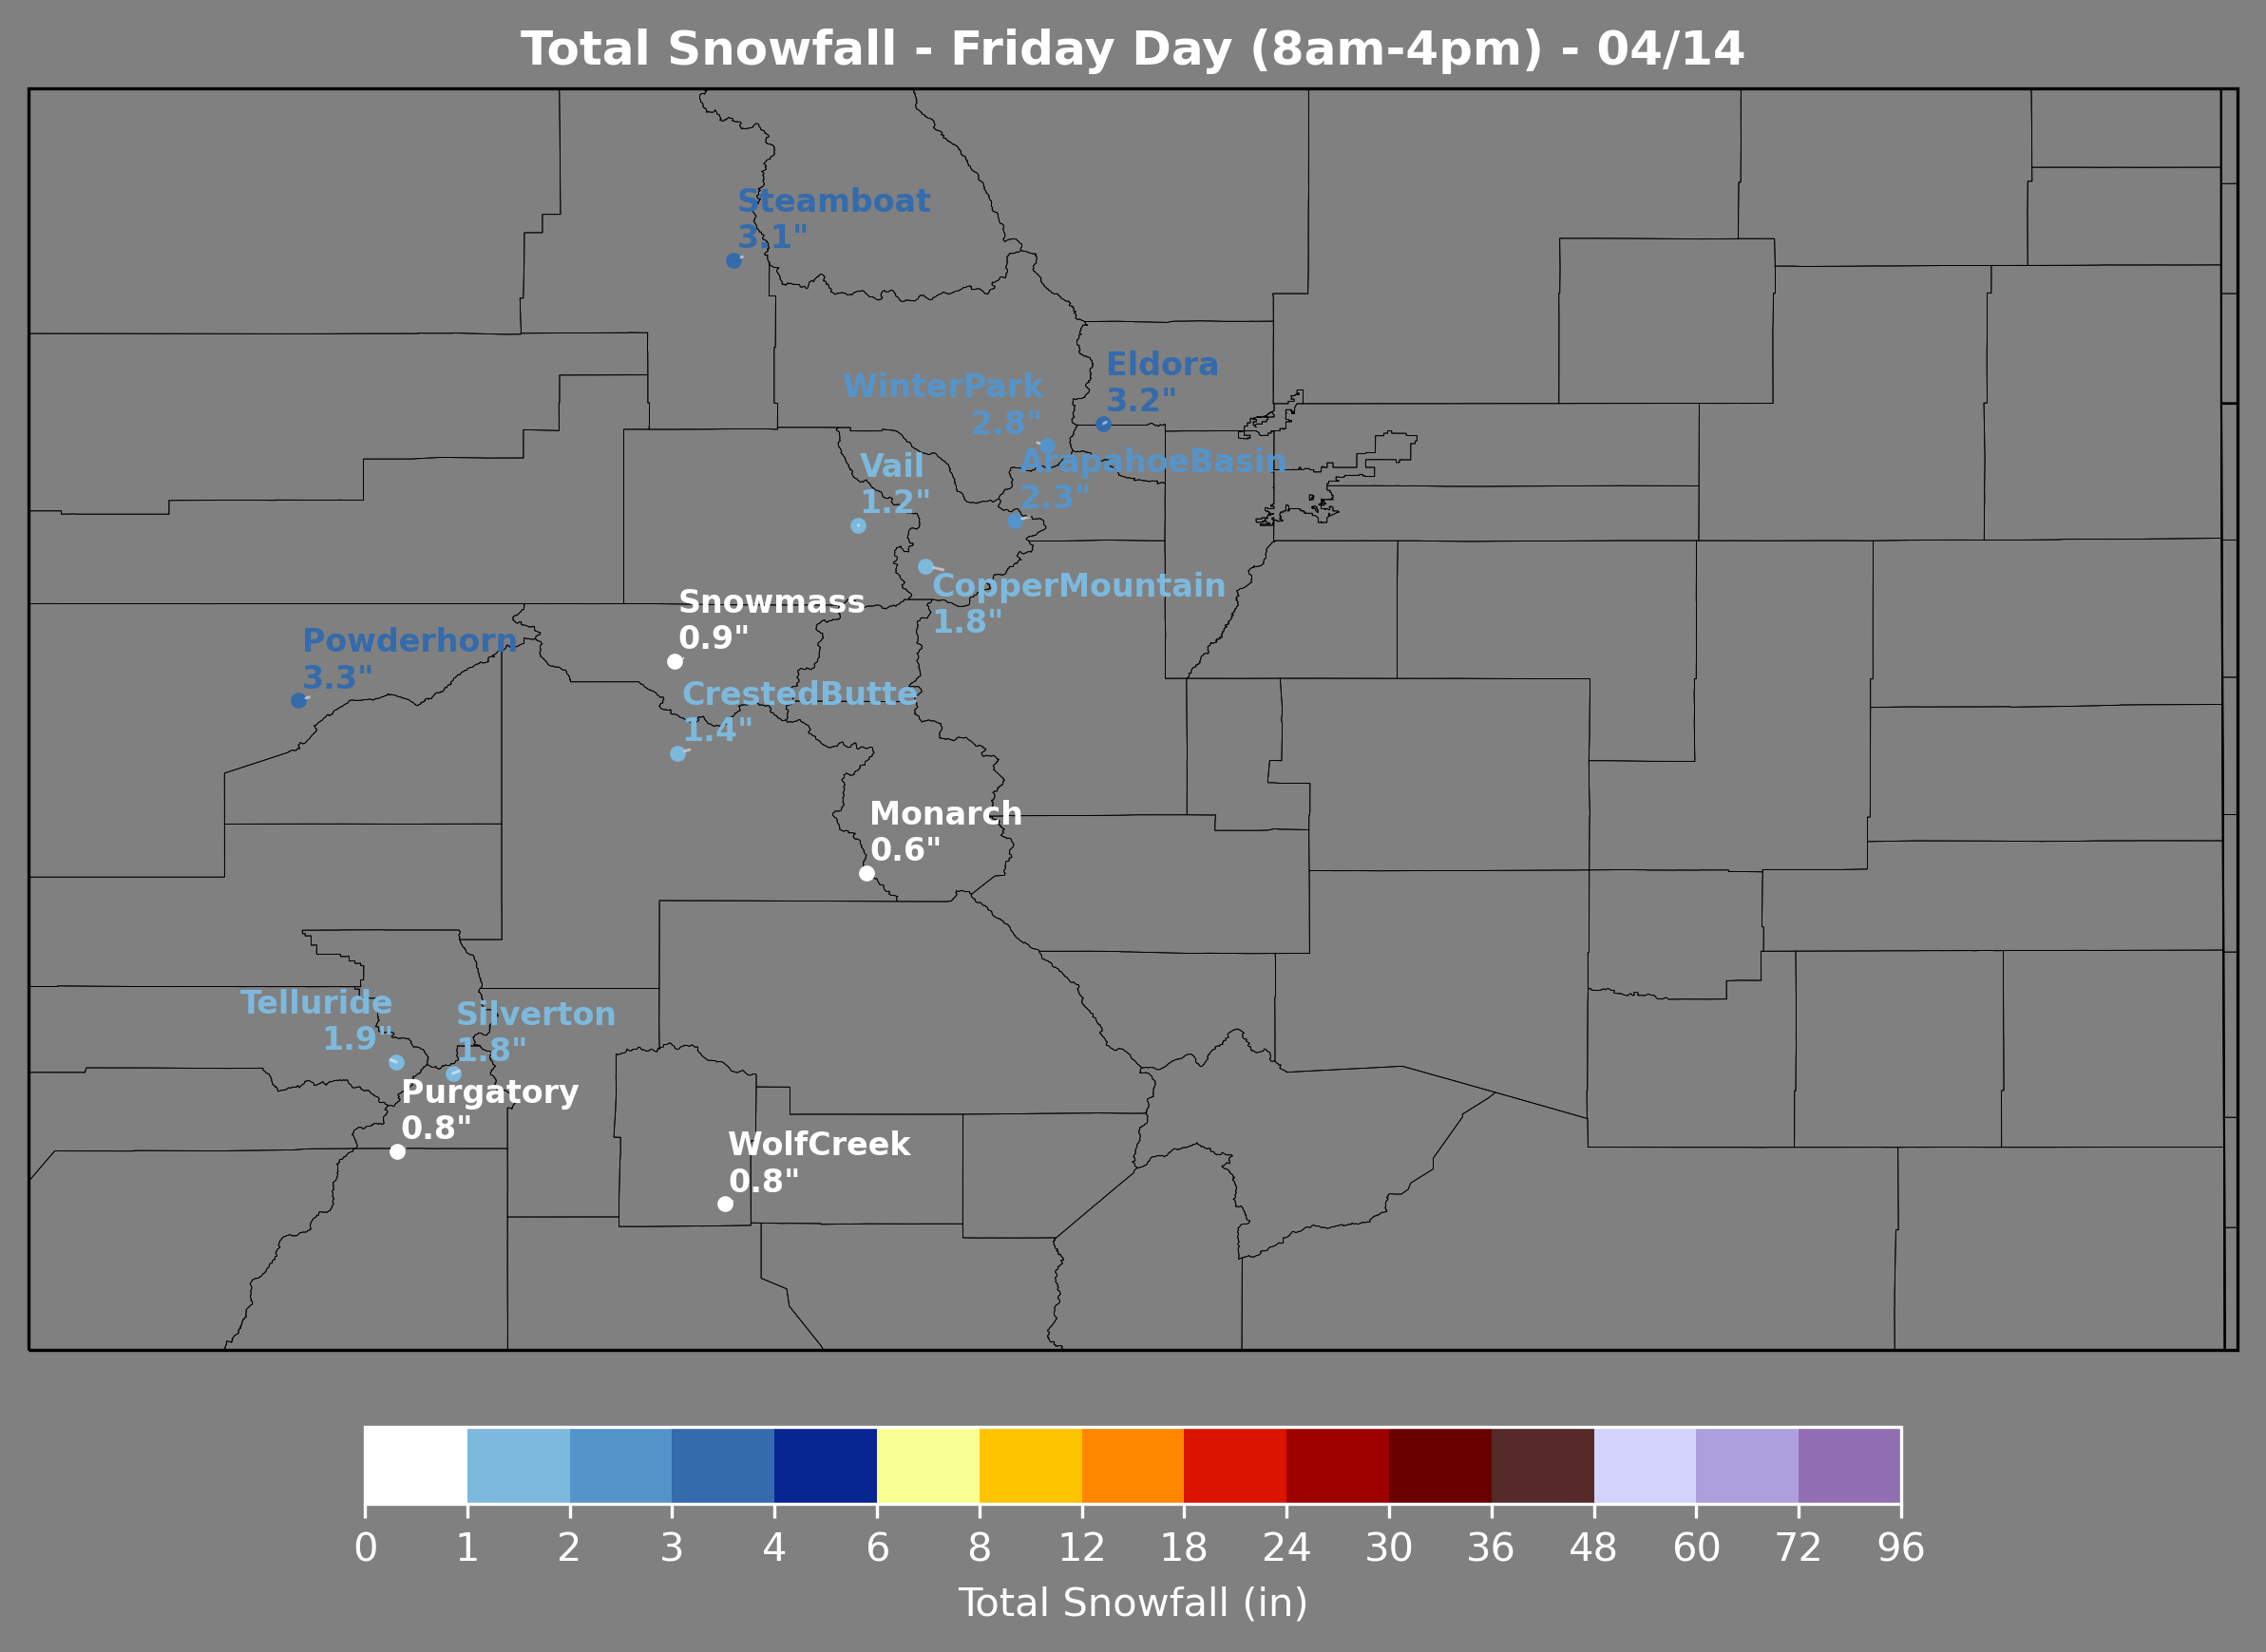 Total Snowfall - Friday Day (8am-4pm) - 04/14
Steamboat
3.1"
Eldora
3.2"
WinterPark
2.8"
Vail
1.2"
ArapahoeBasin
2.3"
CopperMountain
1.8"
Snowmass
0.9"
Powderhorn
3.3"
CrestedButte
1.4"
Monarch
0.6"
Telluride
1.9"
Silverton
1.8"
Purgatory
0.8"
WolfCreek
0.8"
0 1 2 3 4 6 8 12 18 24 30 36 48 60 72 96
Total Snowfall (in)